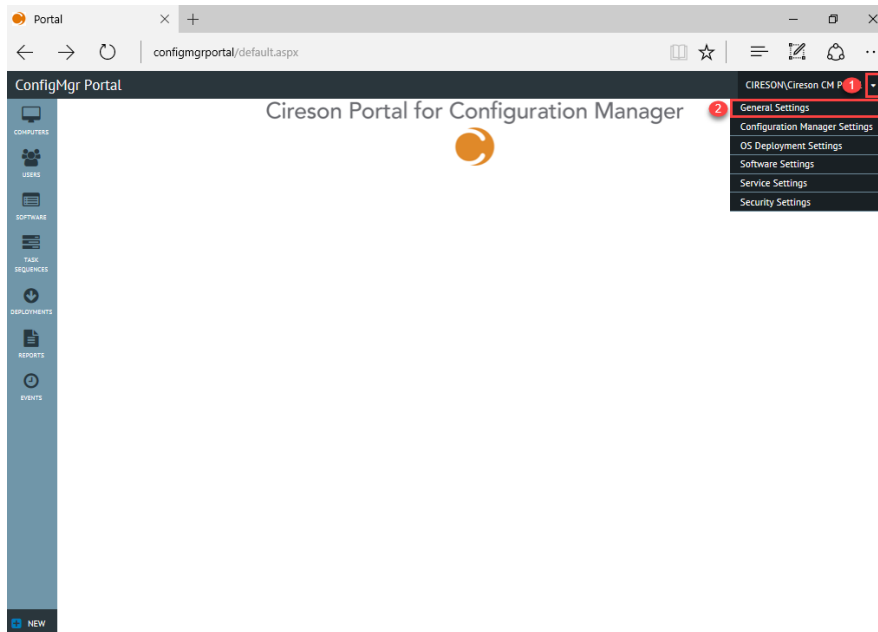 Portal
configmgrportal/default.aspx
ConfigMgr Portal
CIRESON\Cireson CM P
1
Cireson Portal for Configuration Manager
2
General Settings
Configuration Manager Settings
OS Deployment Settings
Software Settings
Service Settings
Security Settings
COMPUTERS
USERS
SOFTWARE
TASK
SEQUENCES
DEPLOYMENTS
REPORTS
EVENTS
NEW